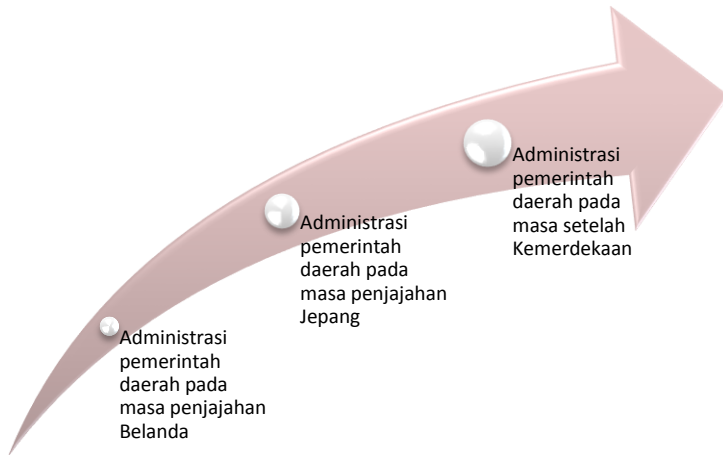 Administrasi
pemerintah
daerah pada
masa penjajahan
Belanda
Administrasi
pemerintah
daerah pada
masa penjajahan
Jepang
Administrasi
pemerintah
daerah pada
masa setelah
Kemerdekaan